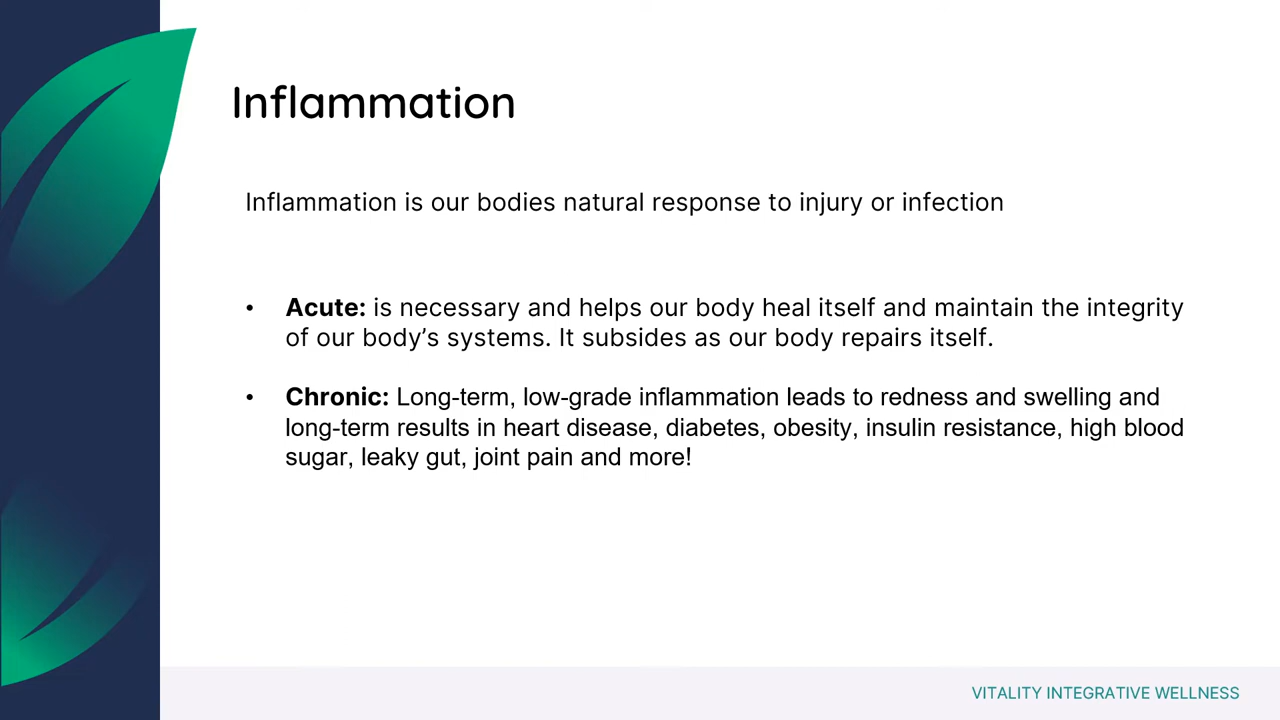 Inflammation
Inflammation is our bodies natural response to injury or infection
• Acute: is necessary and helps our body heal itself and maintain the integrity
of our body’s systems. It subsides as our body repairs itself.
• Chronic: Long-term, low-grade inflammation leads to redness and swelling and
long-term results in heart disease, diabetes, obesity, insulin resistance, high blood
sugar, leaky gut, joint pain and more!
VITALITY INTEGRATIVE WELLNESS